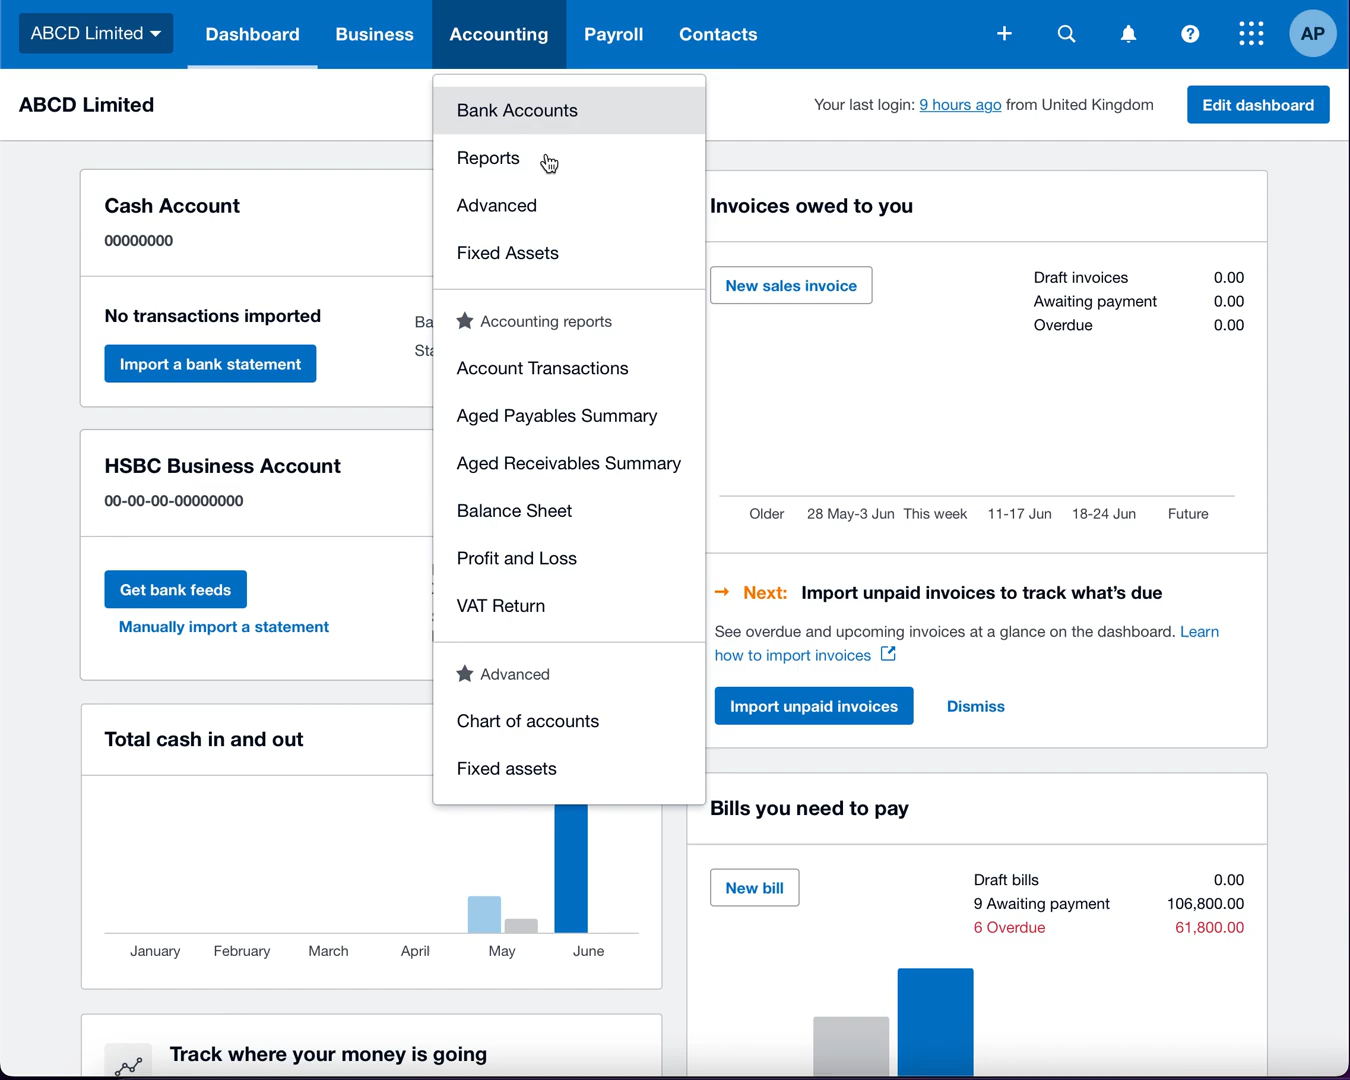 ABCD Limited
Dashboard
Business
Accounting
Payroll
Contacts
AP
ABCD Limited
Your last login: 9 hours ago from United Kingdom
Edit dashboard
Bank Accounts
Reports
Advanced
Fixed Assets
Accounting reports
Account Transactions
Aged Payables Summary
Aged Receivables Summary
Balance Sheet
Profit and Loss
VAT Return
Advanced
Chart of accounts
Fixed assets
Cash Account
00000000
No transactions imported
Ba
Import a bank statement
HSBC Business Account
00-00-00-00000000
Get bank feeds
Manually import a statement
Total cash in and out
January February March April May June
Track where your money is going
Invoices owed to you
New sales invoice
Draft invoices 0.00
Awaiting payment 0.00
Overdue 0.00
Older 28 May-3 Jun This week 11-17 Jun 18-24 Jun Future
→ Next: Import unpaid invoices to track what's due
See overdue and upcoming invoices at a glance on the dashboard. Learn
how to import invoices
Import unpaid invoices
Dismiss
Bills you need to pay
New bill
Draft bills 0.00
9 Awaiting payment 106,800.00
6 Overdue 61,800.00